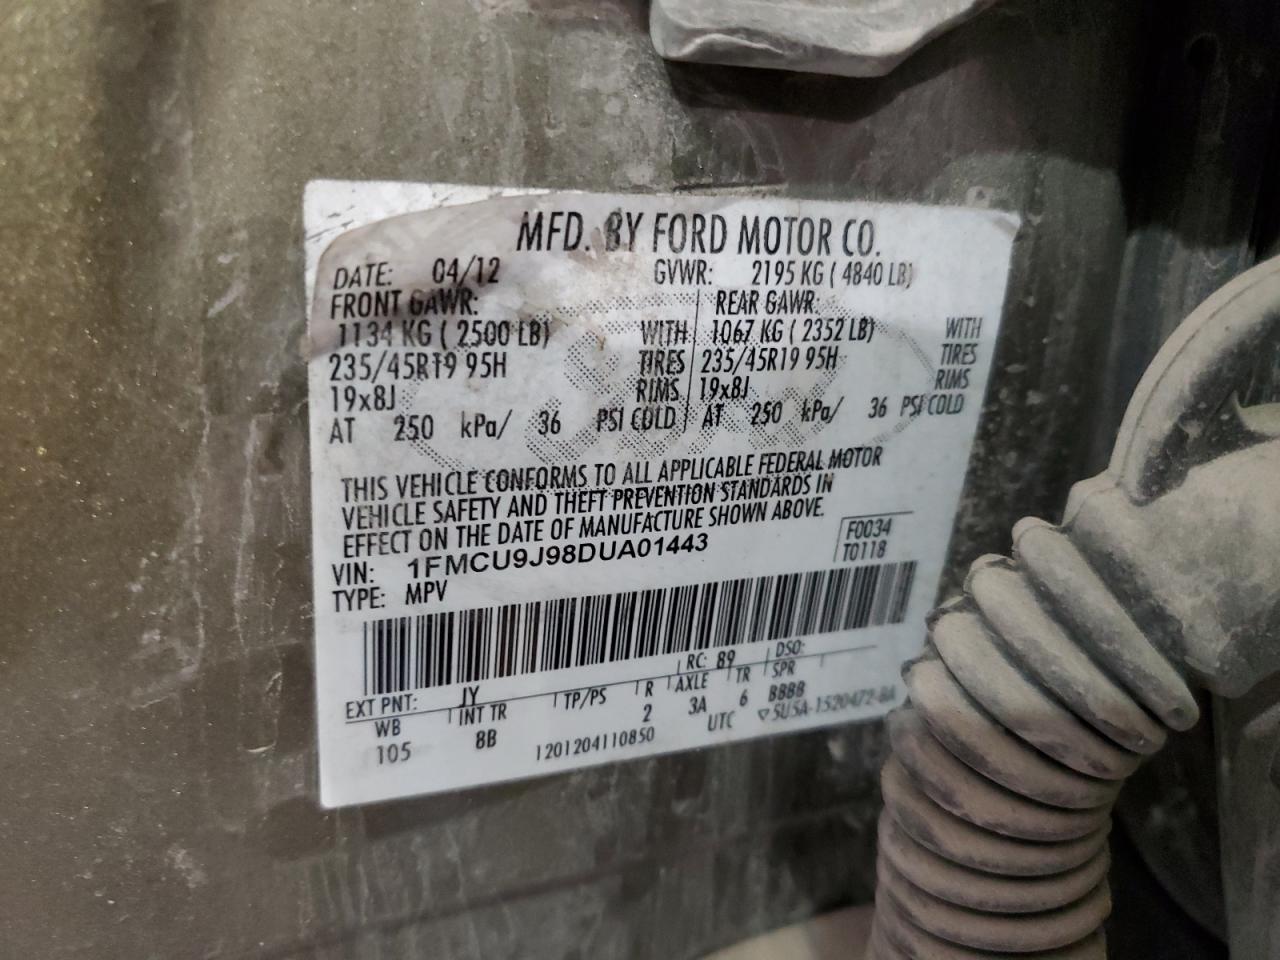 MFD. BY FORD MOTOR CO.
DATE: 04/12 GVWR: 2195 KG ( 4840 LB)
FRONT GAWR: REAR GAWR:
1134 KG ( 2500 LB) WITH 1067 KG ( 2352 LB) WITH
235/45R19 95H TIRES 235/45R19 95H TIRES
19x8J RIMS 19x8J RIMS
AT 250 kPa/ 36 PSI COLD AT 250 kPa/ 36 PSI COLD
THIS VEHICLE CONFORMS TO ALL APPLICABLE FEDERAL MOTOR
VEHICLE SAFETY AND THEFT PREVENTION STANDARDS IN
EFFECT ON THE DATE OF MANUFACTURE SHOWN ABOVE.
VIN: 1FMCU9J98DUA01443 F0034
TYPE: MPV T0118
EXT PNT: JY RC: 89 DSO:
WB INT TR TP/PS R AXLE TR SPR
105 8B 2 3A 6 BBBB
1201204110850 UTC 5U5A-1520472-BA